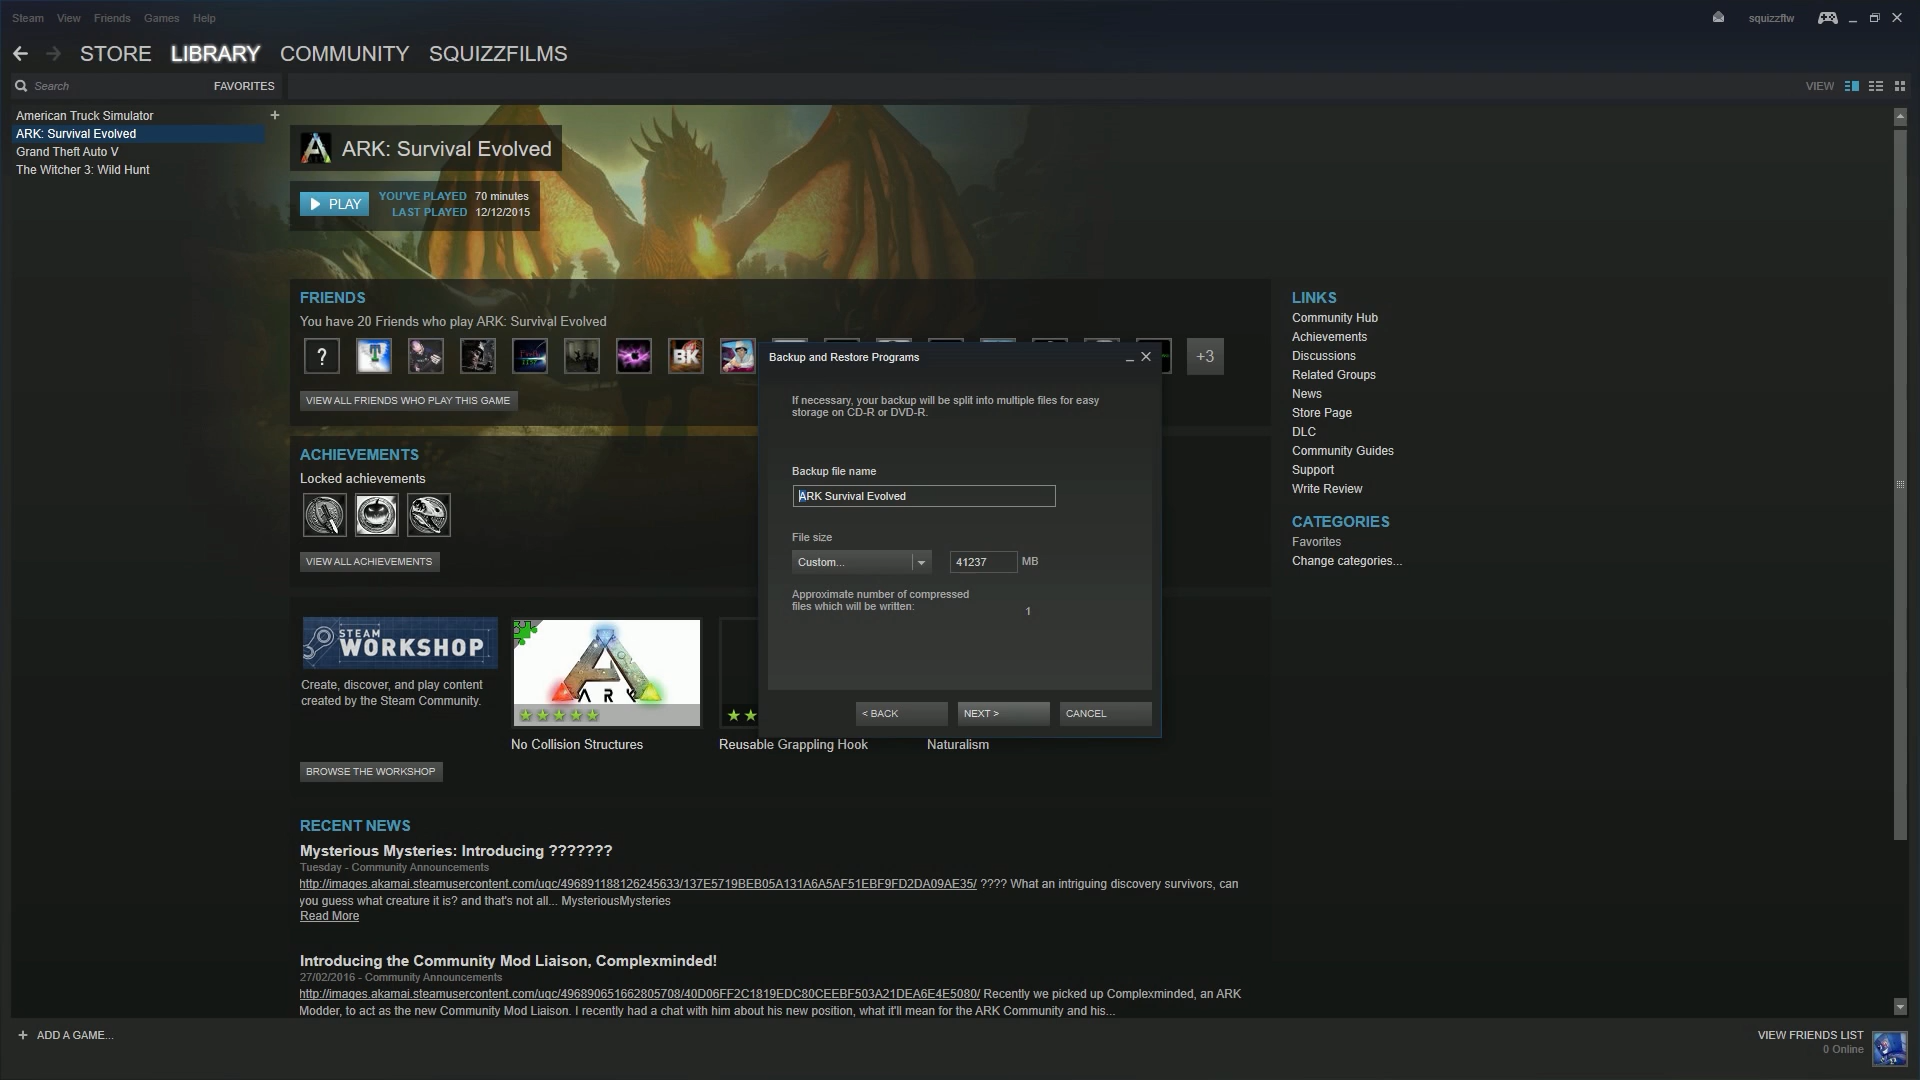 Steam View Friends Games Help
squizzftw
STORE LIBRARY COMMUNITY SQUIZZFILMS
Search FAVORITES
VIEW
American Truck Simulator
ARK: Survival Evolved
Grand Theft Auto V
The Witcher 3: Wild Hunt
ARK: Survival Evolved
PLAY
YOU'VE PLAYED 70 minutes
LAST PLAYED 12/12/2015
FRIENDS
You have 20 Friends who play ARK: Survival Evolved
?
BK
+3
VIEW ALL FRIENDS WHO PLAY THIS GAME
ACHIEVEMENTS
Locked achievements
VIEW ALL ACHIEVEMENTS
STEAM
WORKSHOP
Create, discover, and play content
created by the Steam Community.
ARK
No Collision Structures
Reusable Grappling Hook
Naturalism
BROWSE THE WORKSHOP
RECENT NEWS
Mysterious Mysteries: Introducing ???????
Tuesday - Community Announcements
http://images.akamai.steamusercontent.com/ugc/496891188126245633/137E5719BEB05A131A6A5AF51EBF9FD2DA09AE35/ ???? What an intriguing discovery survivors, can
you guess what creature it is? and that's not all... MysteriousMysteries
Read More
Introducing the Community Mod Liaison, Complexminded!
27/02/2016 - Community Announcements
http://images.akamai.steamusercontent.com/ugc/496890651662805708/40D06FF2C1819EDC80CEEBF503A21DEA6E4E5080/ Recently we picked up Complexminded, an ARK
Modder, to act as the new Community Mod Liaison. I recently had a chat with him about his new position, what it'll mean for the ARK Community and his...
Backup and Restore Programs
If necessary, your backup will be split into multiple files for easy
storage on CD-R or DVD-R.
Backup file name
ARK Survival Evolved
File size
Custom... 41237 MB
Approximate number of compressed
files which will be written:
1
< BACK NEXT > CANCEL
LINKS
Community Hub
Achievements
Discussions
Related Groups
News
Store Page
DLC
Community Guides
Support
Write Review
CATEGORIES
Favorites
Change categories...
+ ADD A GAME...
VIEW FRIENDS LIST
0 Online